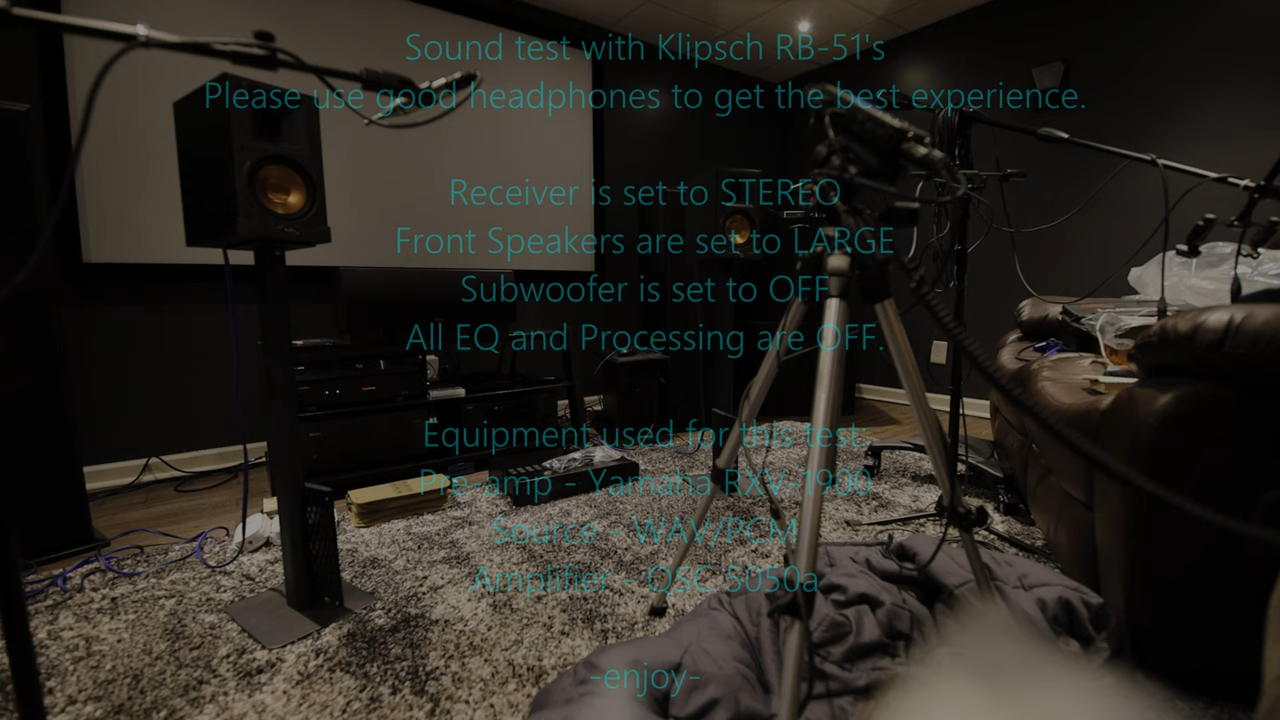 Sound test with Klipsch RB-51's
Please use good headphones to get the best experience.
Receiver is set to STEREO
Front Speakers are set to LARGE
Subwoofer is set to OFF
All EQ and Processing are OFF.
Equipment used for this test.
Pre-amp - Yamaha RXV-1900
Source - WAV/PCM
Amplifier - QSC 5050a
-enjoy-